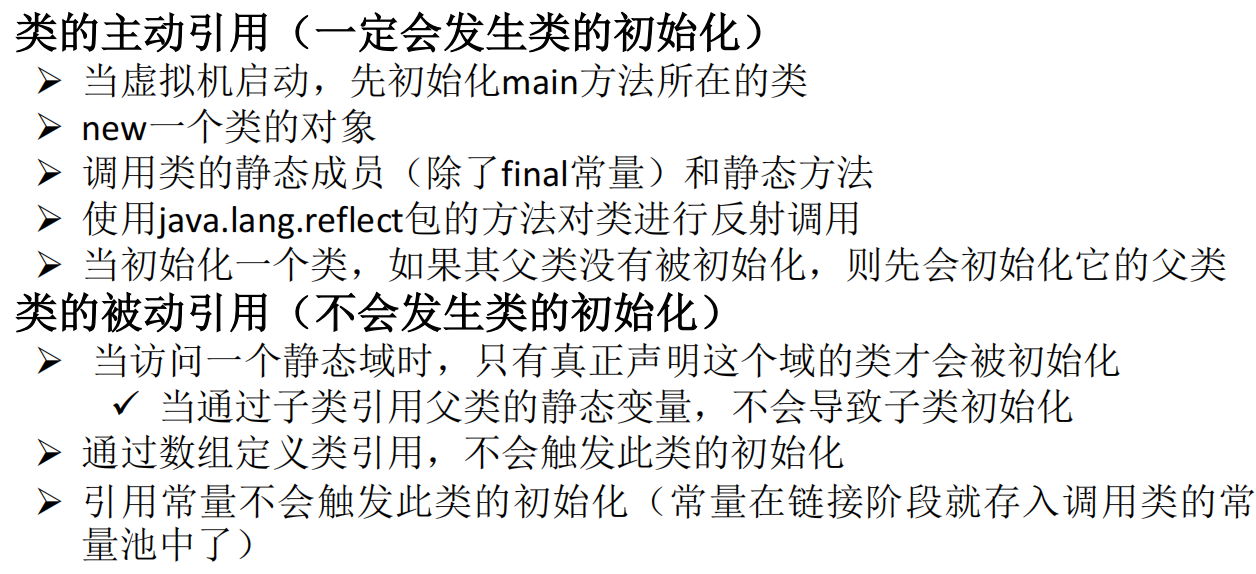 类的主动引用（一定会发生类的初始化）
➢ 当虚拟机启动，先初始化main方法所在的类
➢ new一个类的对象
➢ 调用类的静态成员（除了final常量）和静态方法
➢ 使用java.lang.reflect包的方法对类进行反射调用
➢ 当初始化一个类，如果其父类没有被初始化，则先会初始化它的父类
类的被动引用（不会发生类的初始化）
➢ 当访问一个静态域时，只有真正声明这个域的类才会被初始化
✓ 当通过子类引用父类的静态变量，不会导致子类初始化
➢ 通过数组定义类引用，不会触发此类的初始化
➢ 引用常量不会触发此类的初始化（常量在链接阶段就存入调用类的常
量池中了）